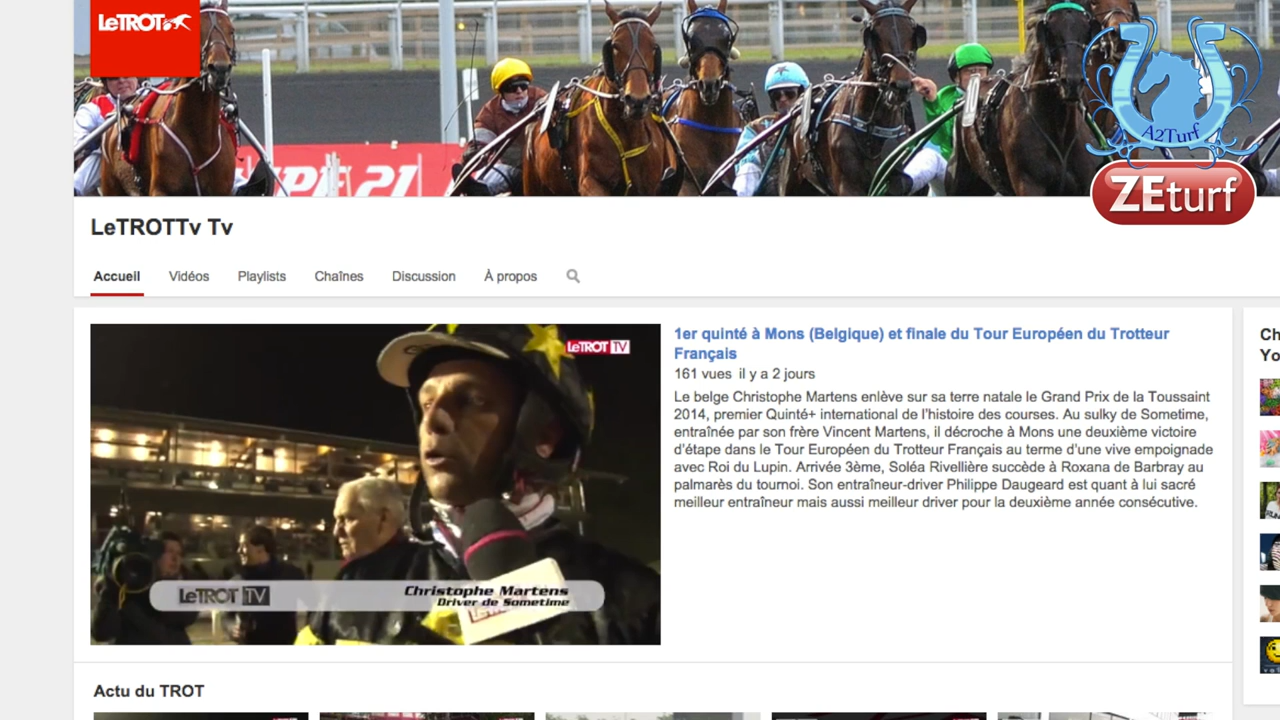 LeTROT
A2Turf
ZEturf
LeTROTTv Tv
Accueil Vidéos Playlists Chaînes Discussion À propos
LeTROT TV
1er quinté à Mons (Belgique) et finale du Tour Européen du Trotteur
Français
161 vues il y a 2 jours
Le belge Christophe Martens enlève sur sa terre natale le Grand Prix de la Toussaint
2014, premier Quinté+ international de l'histoire des courses. Au sulky de Sometime,
entraînée par son frère Vincent Martens, il décroche à Mons une deuxième victoire
d'étape dans le Tour Européen du Trotteur Français au terme d'une vive empoignade
avec Roi du Lupin. Arrivée 3ème, Soléa Rivellière succède à Roxana de Barbray au
palmarès du tournoi. Son entraîneur-driver Philippe Daugeard est quant à lui sacré
meilleur entraîneur mais aussi meilleur driver pour la deuxième année consécutive.
LeTROT TV
Christophe Martens
Driver de Sometime
Ch
Yo
Actu du TROT